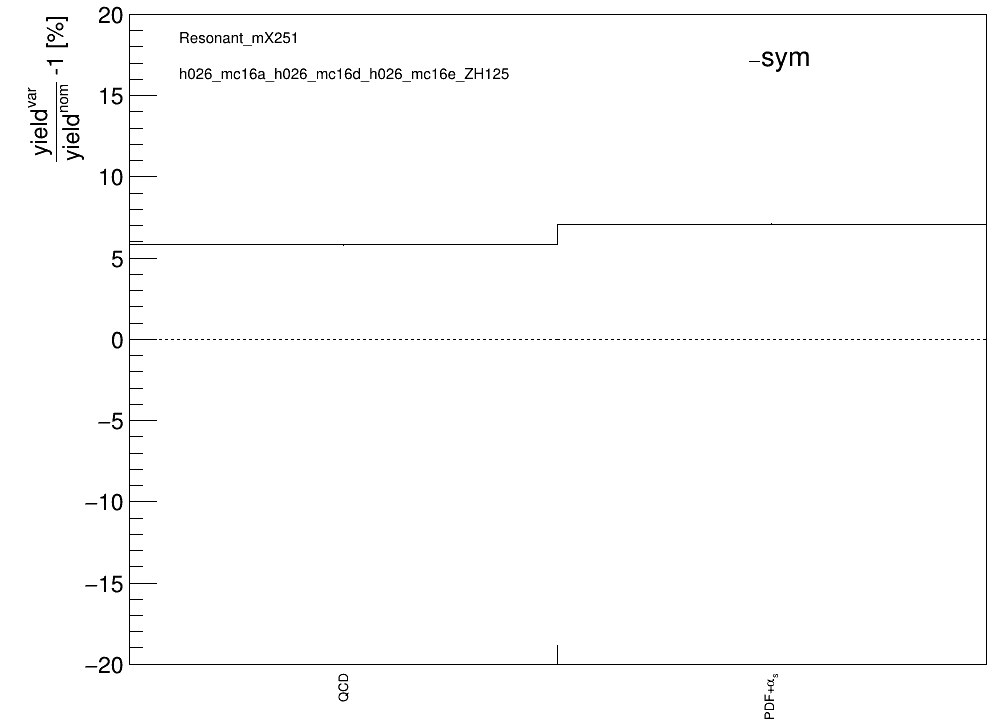 yield^var
yield^nom -1 [%]
Resonant_mX251
h026_mc16a_h026_mc16d_h026_mc16e_ZH125
sym
20
15
10
5
0
−5
−10
−15
−20
QCD
PDF+α_s